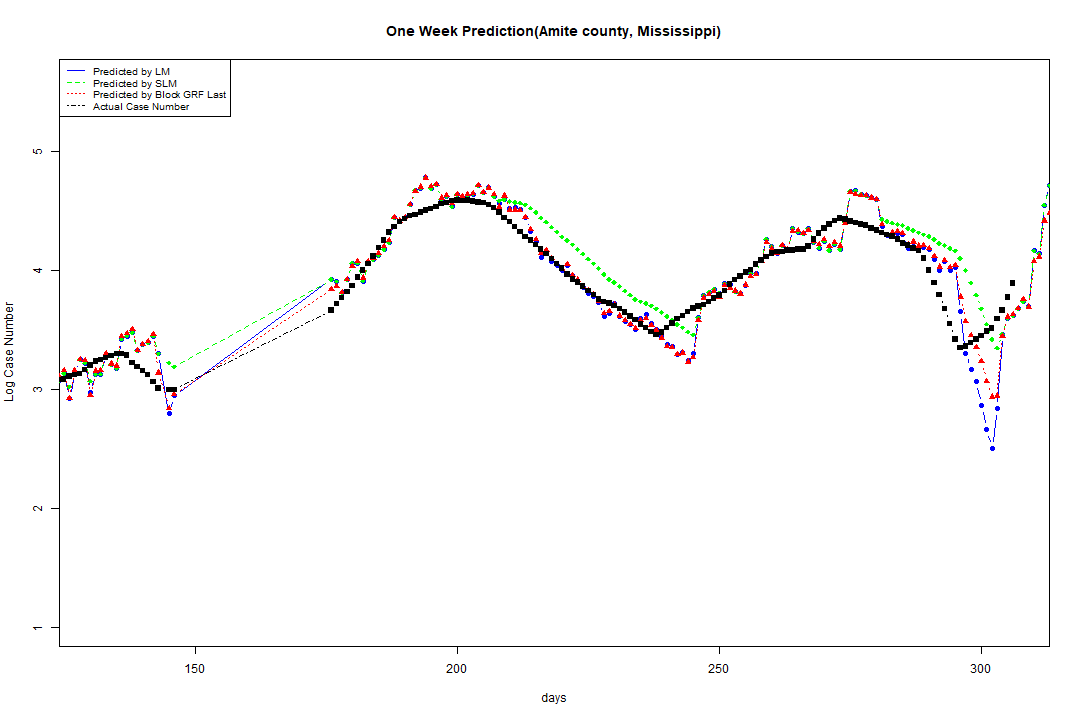 One Week Prediction(Amite county, Mississippi)
Predicted by LM
Predicted by SLM
Predicted by Block GRF Last
Actual Case Number
5
4
3
2
1
Log Case Number
150 200 250 300
days